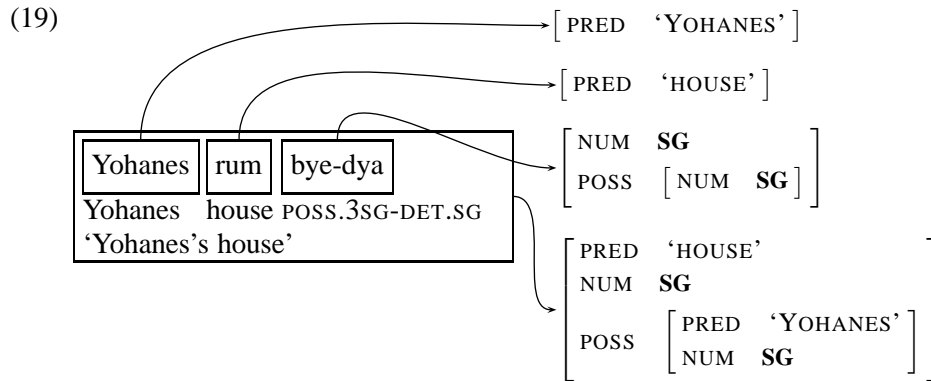 (19)
[ PRED ‘YOHANES’ ]
[ PRED ‘HOUSE’ ]
NUM SG
POSS [ NUM SG ]
Yohanes rum bye-dya
Yohanes house POSS.3SG-DET.SG
‘Yohanes’s house’
PRED ‘HOUSE’
NUM SG
POSS
PRED ‘YOHANES’
NUM SG